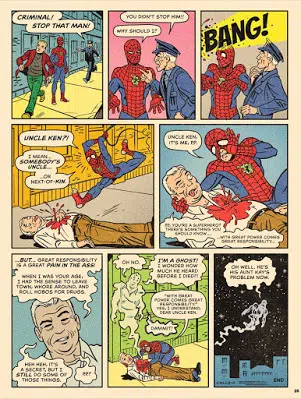 CRIMINAL!
STOP THAT MAN!
YOU DIDN'T STOP HIM!!
WHY SHOULD I?
BANG!
UNCLE KEN?!
I MEAN...
SOMEBODY'S
UNCLE...
...OR
NEXT-OF-KIN.
UNCLE KEN,
IT'S ME, P.P.
P.P., YOU'RE A SUPERHERO?
THERE'S SOMETHING YOU
SHOULD KNOW...
WITH GREAT POWER COMES
GREAT RESPONSIBILITY...
...BUT... GREAT RESPONSIBILITY
IS A GREAT PAIN IN THE ASS!
WHEN I WAS YOUR AGE,
I HAD THE SENSE TO LEAVE
TOWN, WHORE AROUND AND
ROLL HOBOS FOR DRUGS.
HEH HEH, IT'S
A SECRET, BUT I
STILL DO SOME OF
THOSE THINGS.
P.P.?
OH NO.
I'M A GHOST!
I WONDER HOW
MUCH HE HEARD
BEFORE I DIED?
"WITH GREAT
POWER COMES GREAT
RESPONSIBILITY."
YES, I UNDERSTAND,
DEAR UNCLE KEN.
DAMMIT!
OH WELL, HE'S
HIS AUNT KAY'S
PROBLEM NOW.
END